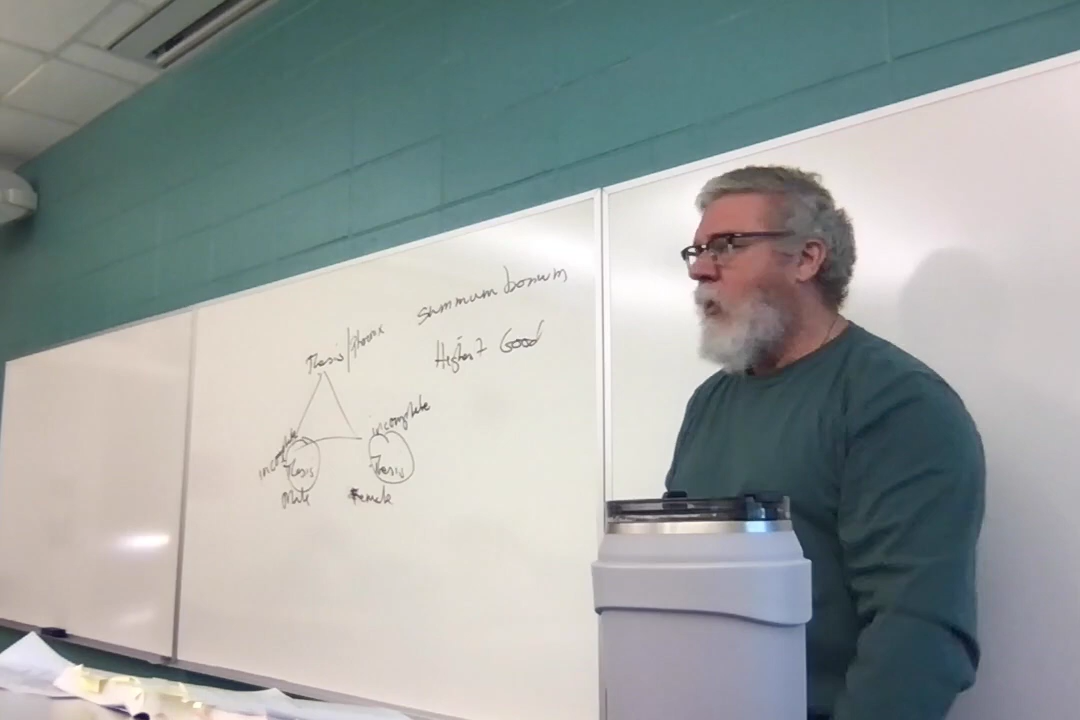 summum bonum
Highest Good
Thesis/phoenix
incomplete
incomplete
Thesis
Thesis
Male
Female